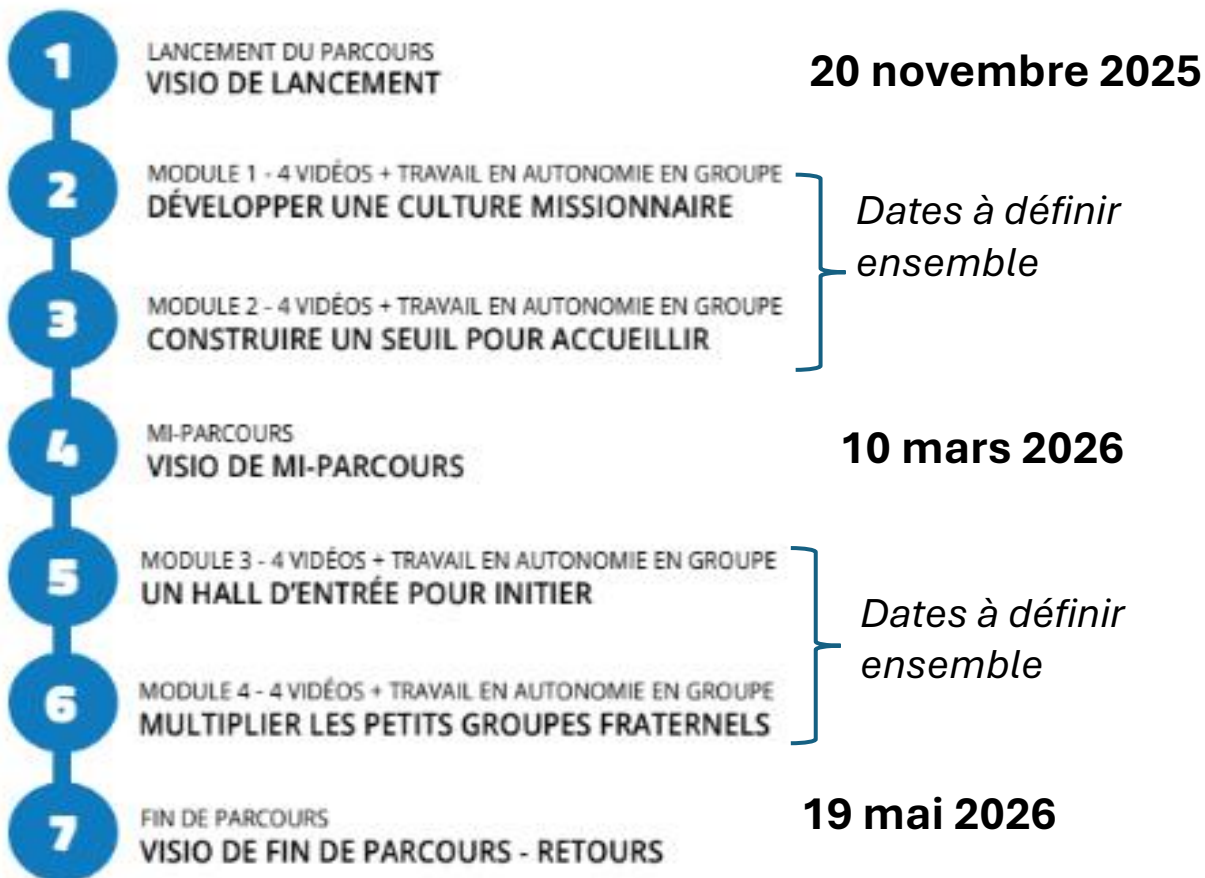 1
LANCEMENT DU PARCOURS
VISIO DE LANCEMENT
20 novembre 2025
2
MODULE 1 - 4 VIDÉOS + TRAVAIL EN AUTONOMIE EN GROUPE
DÉVELOPPER UNE CULTURE MISSIONNAIRE
Dates à définir
ensemble
3
MODULE 2 - 4 VIDÉOS + TRAVAIL EN AUTONOMIE EN GROUPE
CONSTRUIRE UN SEUIL POUR ACCUEILLIR
4
MI-PARCOURS
VISIO DE MI-PARCOURS
10 mars 2026
5
MODULE 3 - 4 VIDÉOS + TRAVAIL EN AUTONOMIE EN GROUPE
UN HALL D'ENTRÉE POUR INITIER
Dates à définir
ensemble
6
MODULE 4 - 4 VIDÉOS + TRAVAIL EN AUTONOMIE EN GROUPE
MULTIPLIER LES PETITS GROUPES FRATERNELS
7
FIN DE PARCOURS
VISIO DE FIN DE PARCOURS - RETOURS
19 mai 2026